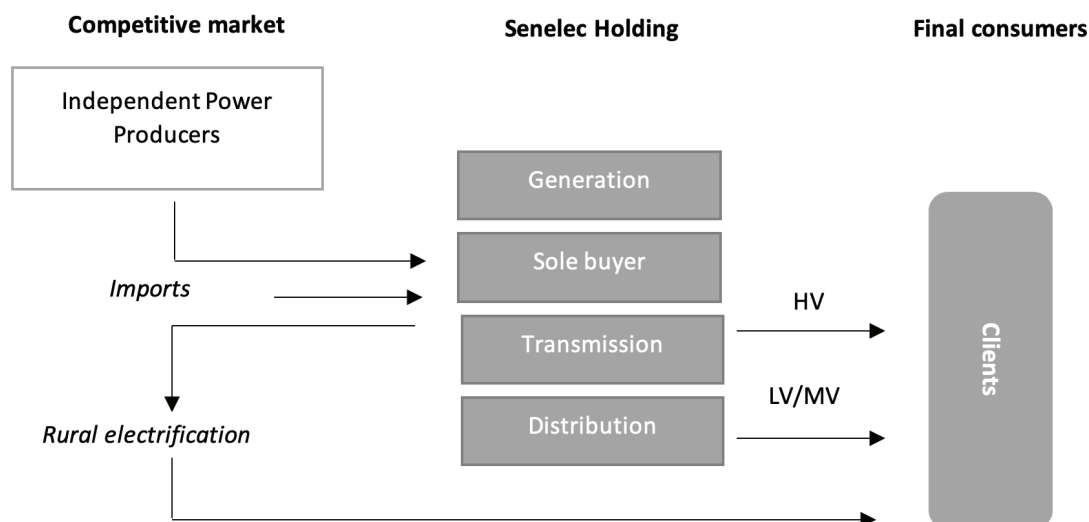 Competitive market
Senelec Holding
Final consumers
Independent Power
Producers
Generation
Sole buyer
Imports
HV
Transmission
Clients
LV/MV
Distribution
Rural electrification